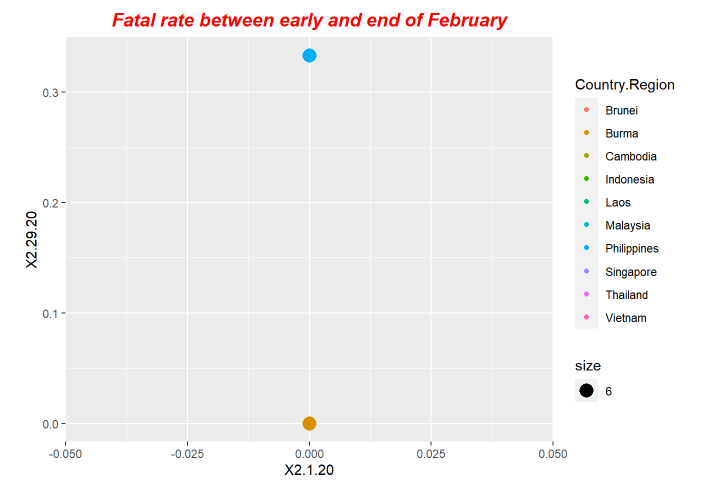 Fatal rate between early and end of February
X2.29.20
0.3
0.2
0.1
0.0
-0.050
-0.025
0.000
0.025
0.050
X2.1.20
Country.Region
Brunei
Burma
Cambodia
Indonesia
Laos
Malaysia
Philippines
Singapore
Thailand
Vietnam
size
6